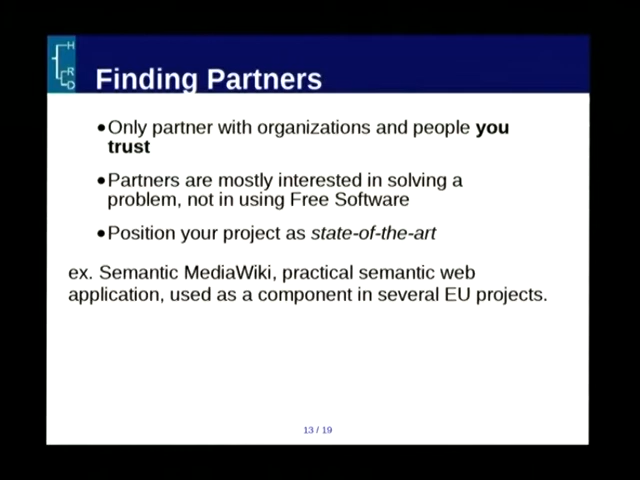 H
R
D
Finding Partners
•Only partner with organizations and people you
trust
•Partners are mostly interested in solving a
problem, not in using Free Software
•Position your project as state-of-the-art
ex. Semantic MediaWiki, practical semantic web
application, used as a component in several EU projects.
13 / 19